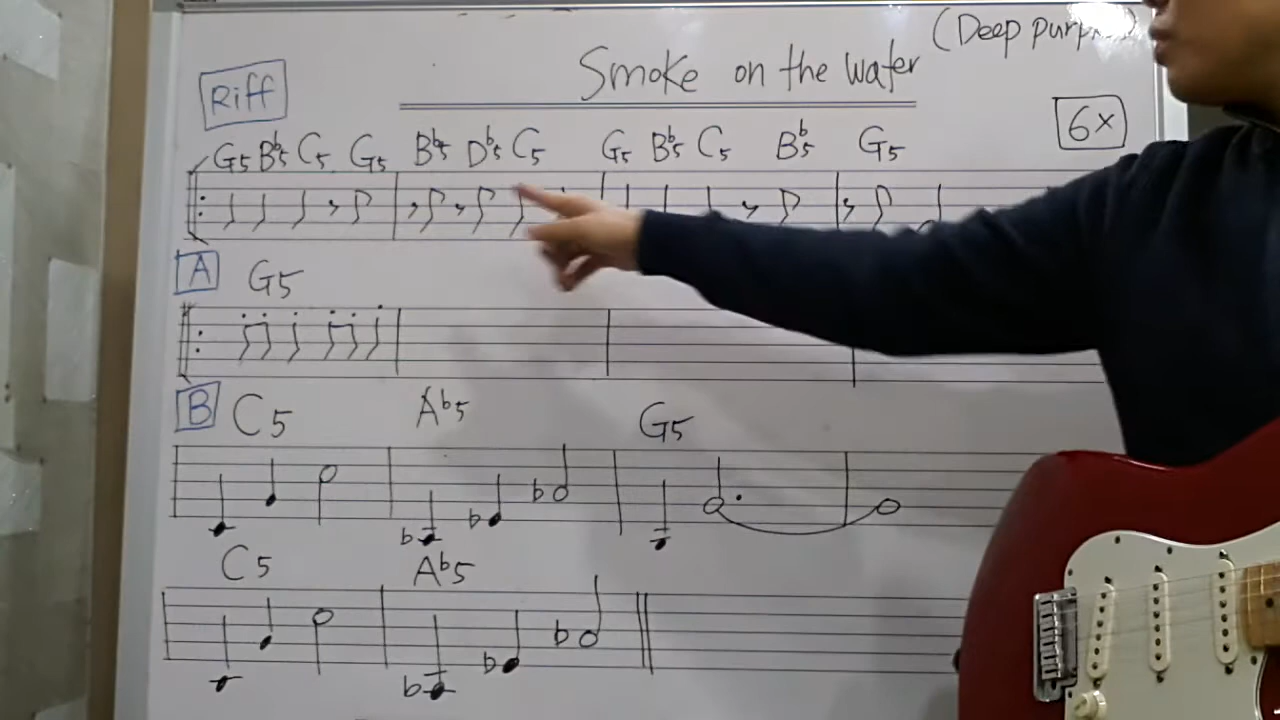 (Deep purp
Smoke on the water
Riff
6x
G5 B♭5 C5 G5 B♭5 D♭5 C5 G5 B♭5 C5 B♭5 G5
A G5
B C5 A♭5 G5
C5 A♭5